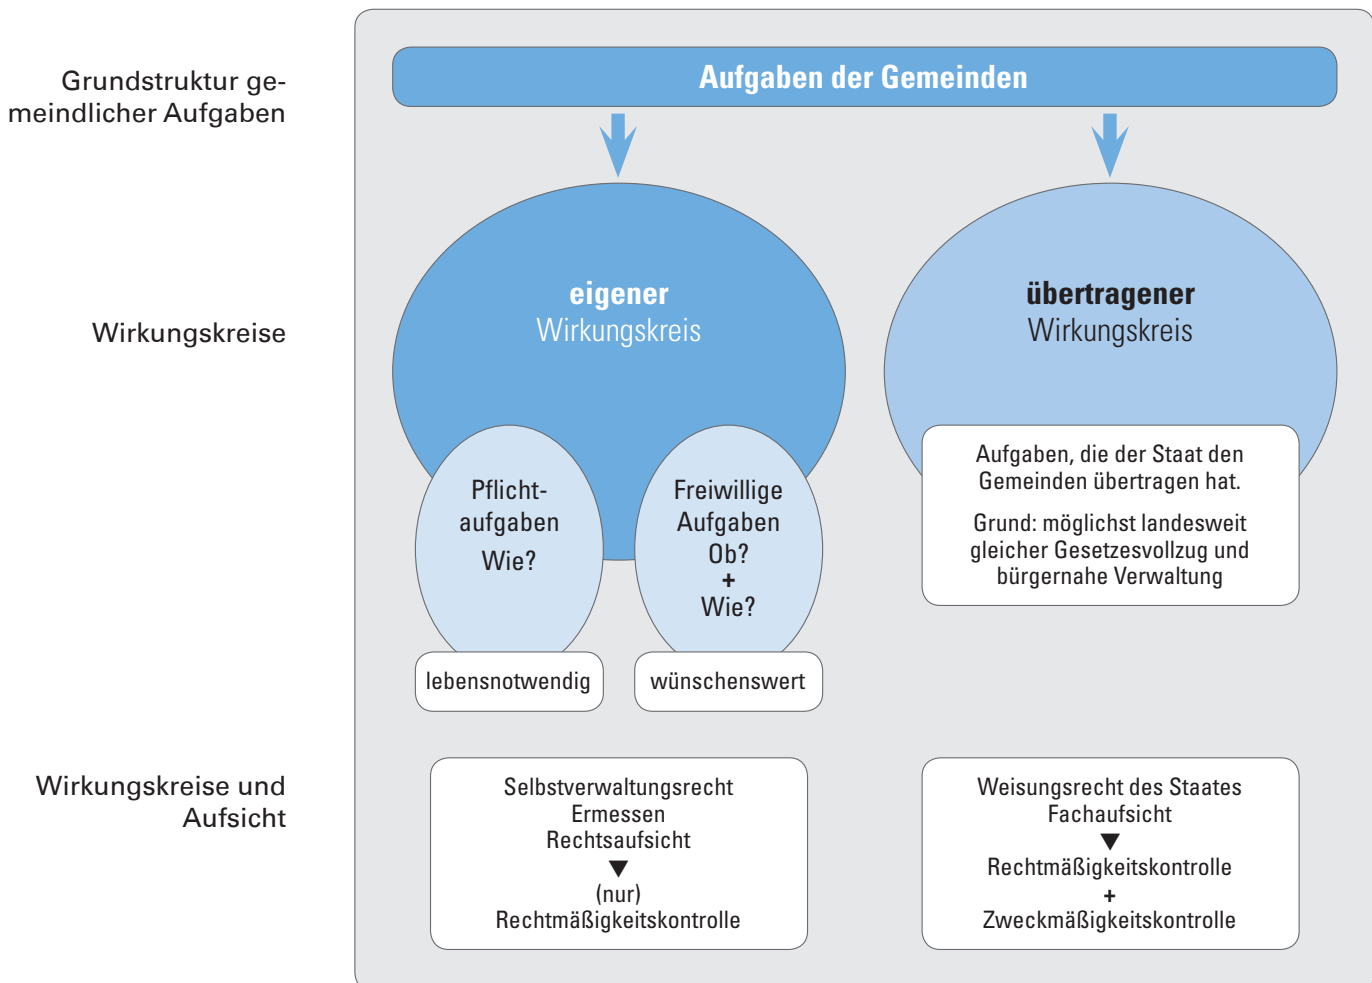 Grundstruktur ge-
meindlicher Aufgaben
Aufgaben der Gemeinden
Wirkungskreise
eigener
Wirkungskreis
übertragener
Wirkungskreis
Pflicht-
aufgaben
Wie?
Freiwillige
Aufgaben
Ob?
+
Wie?
Aufgaben, die der Staat den
Gemeinden übertragen hat.
Grund: möglichst landesweit
gleicher Gesetzesvollzug und
bürgernahe Verwaltung
lebensnotwendig
wünschenswert
Wirkungskreise und
Aufsicht
Selbstverwaltungsrecht
Ermessen
Rechtsaufsicht
▼
(nur)
Rechtmäßigkeitskontrolle
Weisungsrecht des Staates
Fachaufsicht
▼
Rechtmäßigkeitskontrolle
+
Zweckmäßigkeitskontrolle